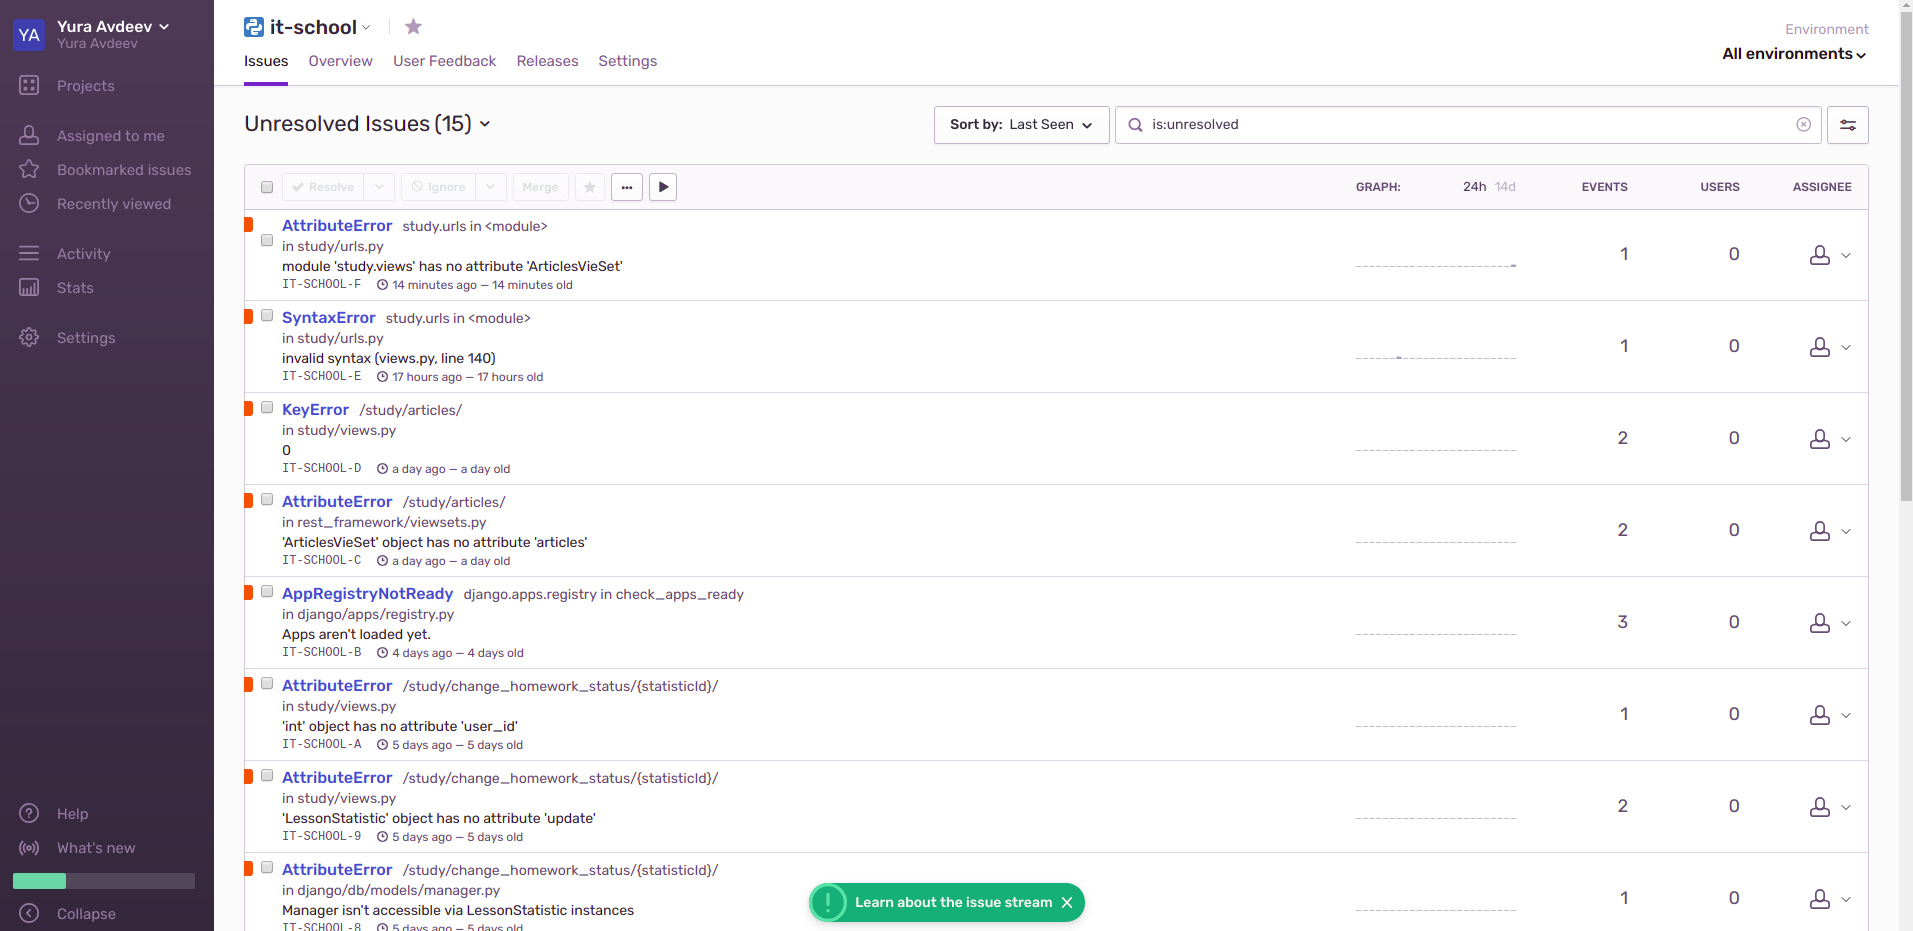 YA
Yura Avdeev
Yura Avdeev
Projects
Assigned to me
Bookmarked issues
Recently viewed
Activity
Stats
Settings
Help
What's new
Collapse
it-school
Environment
All environments
Issues Overview User Feedback Releases Settings
Unresolved Issues (15)
Sort by: Last Seen
is:unresolved
Resolve Ignore Merge
GRAPH: 24h 14d EVENTS USERS ASSIGNEE
AttributeError study.urls in <module>
in study/urls.py
module 'study.views' has no attribute 'ArticlesVieSet'
IT-SCHOOL-F 14 minutes ago — 14 minutes old
1 0
SyntaxError study.urls in <module>
in study/urls.py
invalid syntax (views.py, line 140)
IT-SCHOOL-E 17 hours ago — 17 hours old
1 0
KeyError /study/articles/
in study/views.py
0
IT-SCHOOL-D a day ago — a day old
2 0
AttributeError /study/articles/
in rest_framework/viewsets.py
'ArticlesVieSet' object has no attribute 'articles'
IT-SCHOOL-C a day ago — a day old
2 0
AppRegistryNotReady django.apps.registry in check_apps_ready
in django/apps/registry.py
Apps aren't loaded yet.
IT-SCHOOL-B 4 days ago — 4 days old
3 0
AttributeError /study/change_homework_status/{statisticId}/
in study/views.py
'int' object has no attribute 'user_id'
IT-SCHOOL-A 5 days ago — 5 days old
1 0
AttributeError /study/change_homework_status/{statisticId}/
in study/views.py
'LessonStatistic' object has no attribute 'update'
IT-SCHOOL-9 5 days ago — 5 days old
2 0
AttributeError /study/change_homework_status/{statisticId}/
in django/db/models/manager.py
Manager isn't accessible via LessonStatistic instances
IT-SCHOOL-8 5 days ago — 5 days old
1 0
Learn about the issue stream